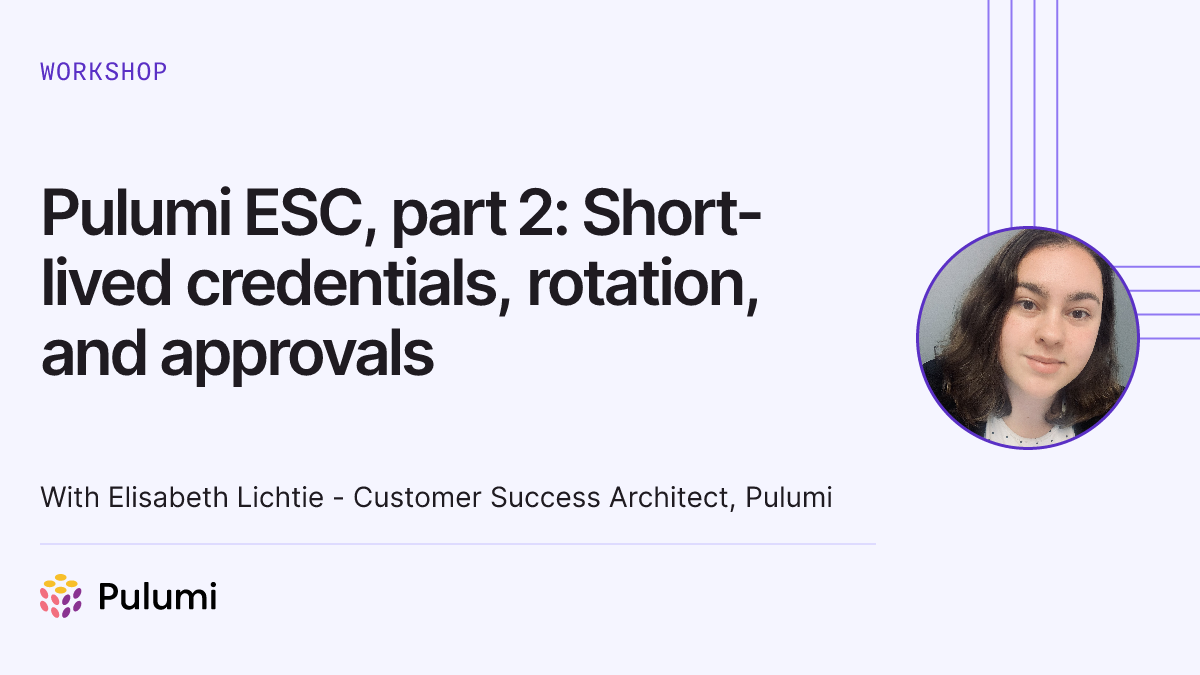 WORKSHOP
Pulumi ESC, part 2: Short-
lived credentials, rotation,
and approvals
With Elisabeth Lichtie - Customer Success Architect, Pulumi
Pulumi